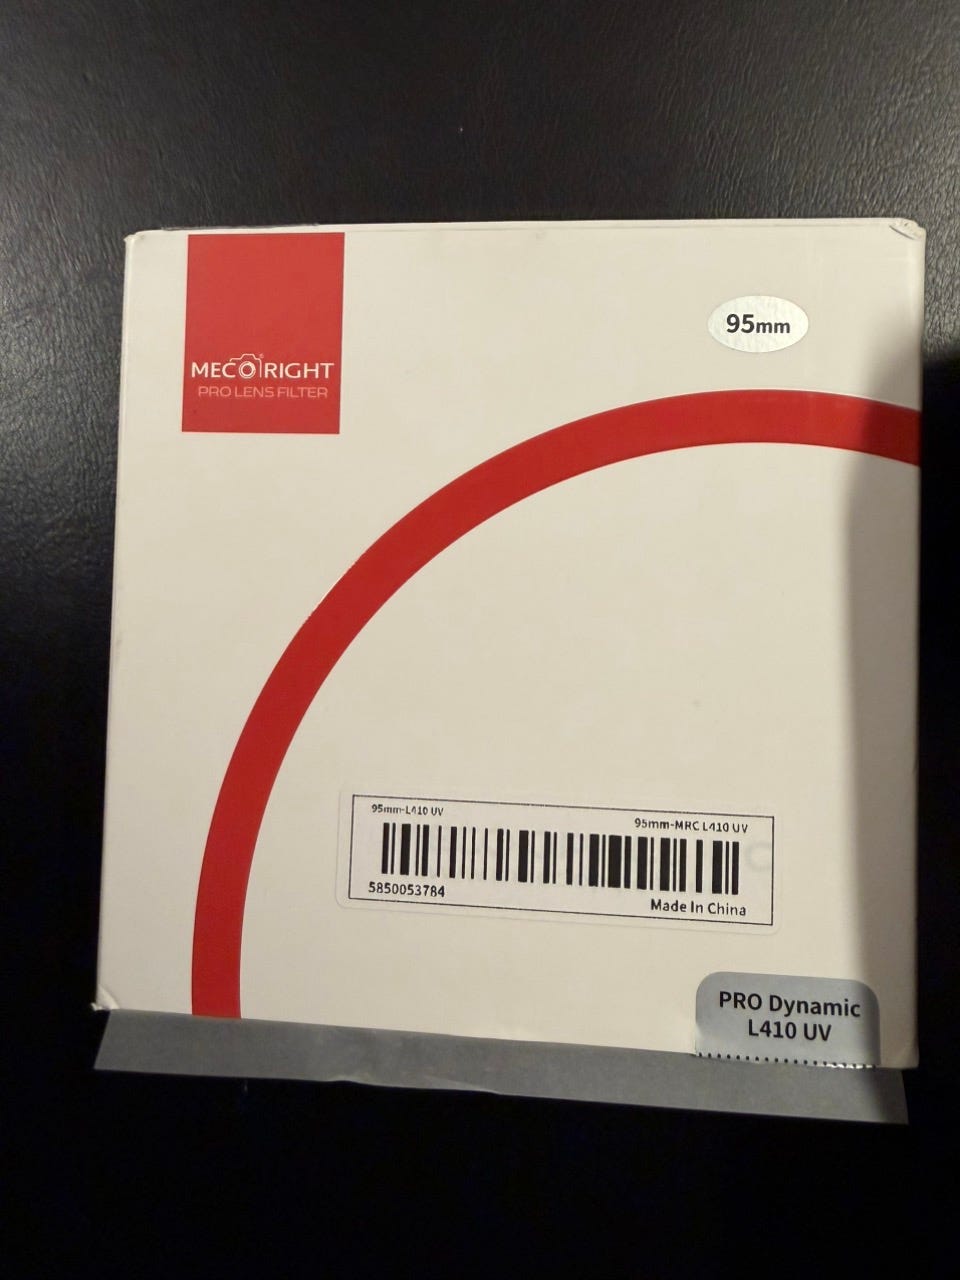 95mm
MECORIGHT®
PRO LENS FILTER
95mm-L410 UV
95mm-MRC L410 UV
5850053784
Made In China
PRO Dynamic
L410 UV